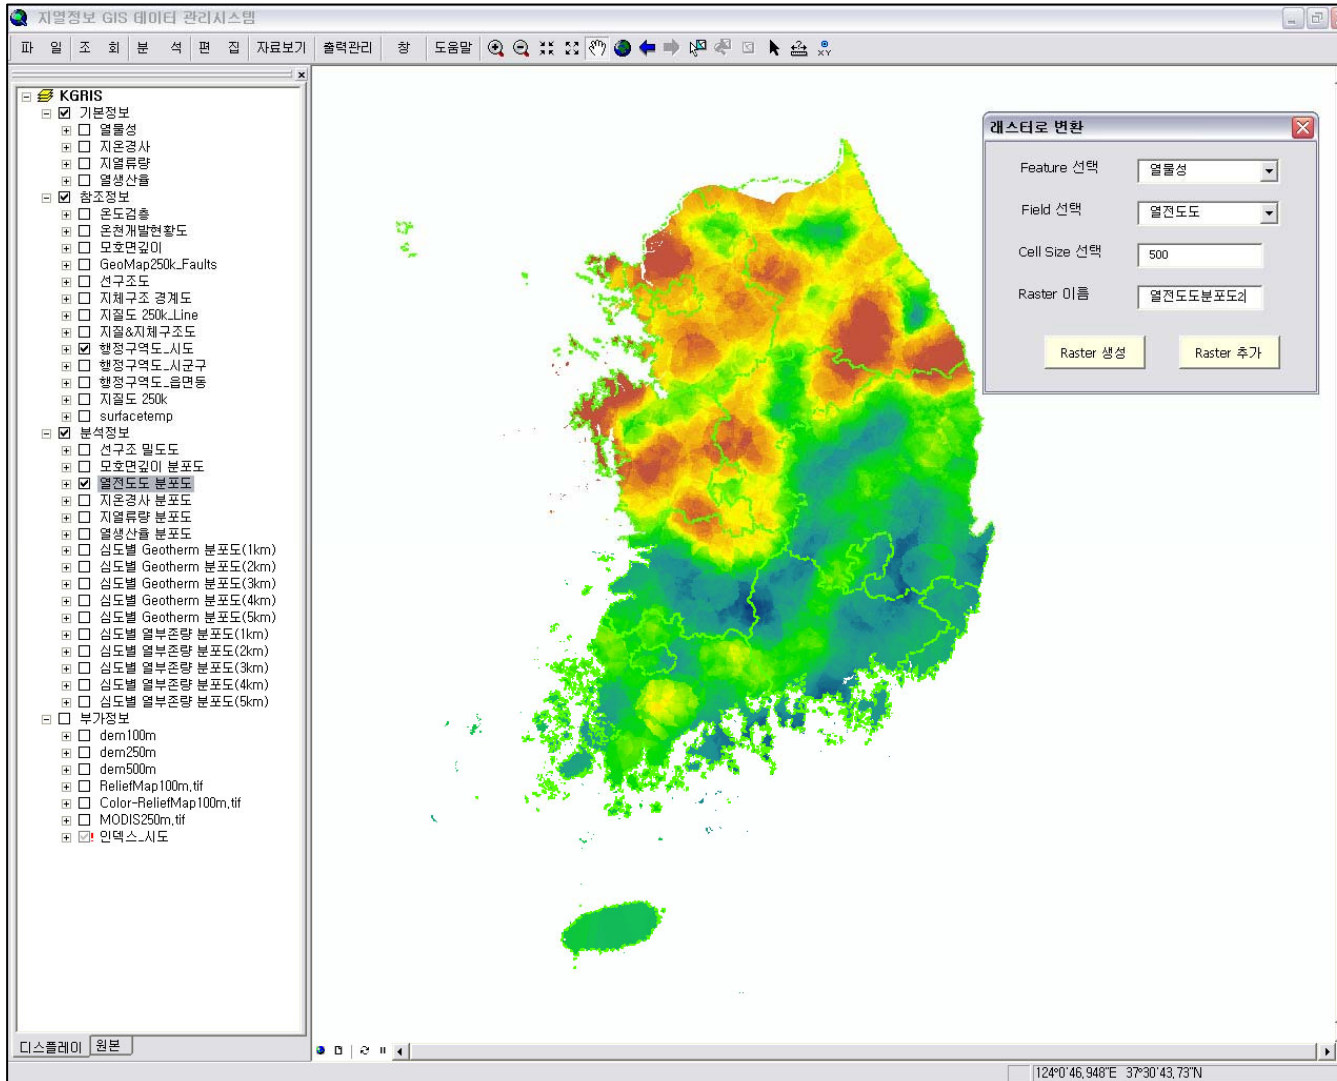 지열정보 GIS 데이터 관리시스템
파 일 조 회 분 석 편 집 자료보기 출력관리 창 도움말
XY
KGRIS
기본정보
열물성
지온경사
지열류량
열생산율
참조정보
온도검층
온천개발현황도
모호면깊이
GeoMap250k_Faults
선구조도
지체구조 경계도
지질도 250k_Line
지질&지체구조도
행정구역도_시도
행정구역도_시군구
행정구역도_읍면동
지질도 250k
surfacetemp
분석정보
선구조 밀도도
모호면깊이 분포도
열전도도 분포도
지온경사 분포도
지열류량 분포도
열생산율 분포도
심도별 Geotherm 분포도(1km)
심도별 Geotherm 분포도(2km)
심도별 Geotherm 분포도(3km)
심도별 Geotherm 분포도(4km)
심도별 Geotherm 분포도(5km)
심도별 열부존량 분포도(1km)
심도별 열부존량 분포도(2km)
심도별 열부존량 분포도(3km)
심도별 열부존량 분포도(4km)
심도별 열부존량 분포도(5km)
부가정보
dem100m
dem250m
dem500m
ReliefMap100m,tif
Color-ReliefMap100m,tif
MODIS250m,tif
인덱스_시도
디스플레이 원본
래스터로 변환
Feature 선택 열물성
Field 선택 열전도도
Cell Size 선택 500
Raster 이름 열전도도분포도2
Raster 생성 Raster 추가
124°0'46,948"E 37°30'43,73"N